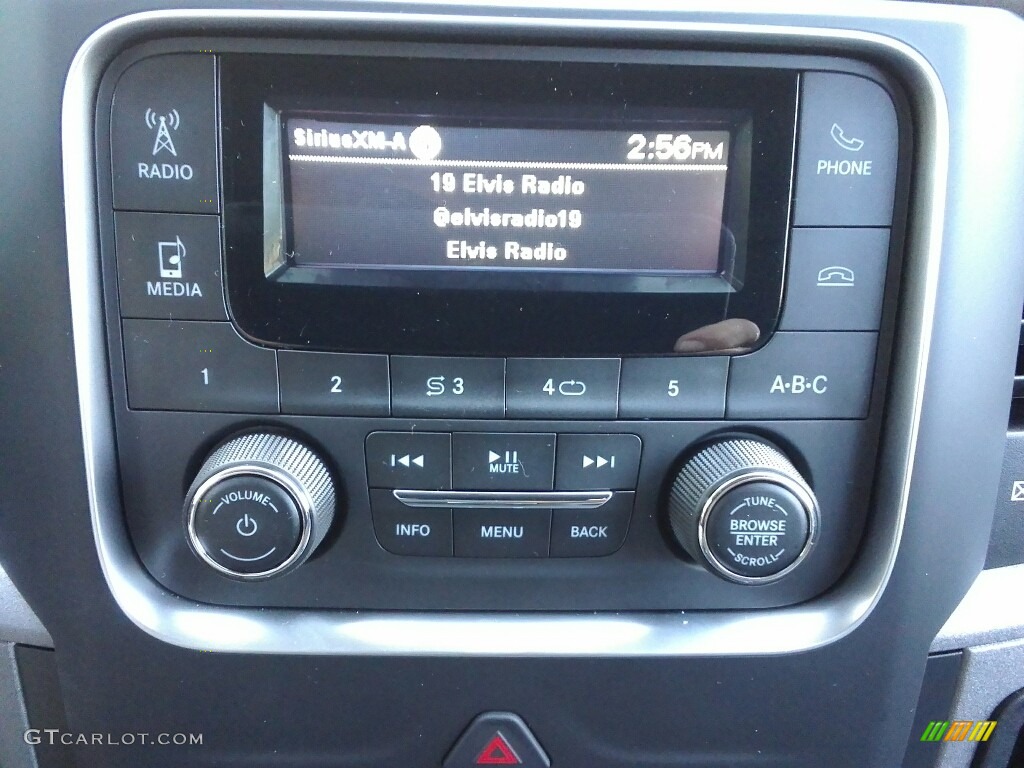 SiriusXM-A
2:56PM
19 Elvis Radio
@elvisradio19
Elvis Radio
RADIO
MEDIA
PHONE
1
2
3
4
5
A·B·C
MUTE
INFO
MENU
BACK
VOLUME
TUNE
BROWSE
ENTER
SCROLL
GTCARLOT.COM